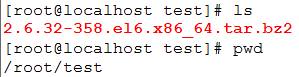 [root@localhost test]# ls
2.6.32-358.el6.x86_64.tar.bz2
[root@localhost test]# pwd
/root/test